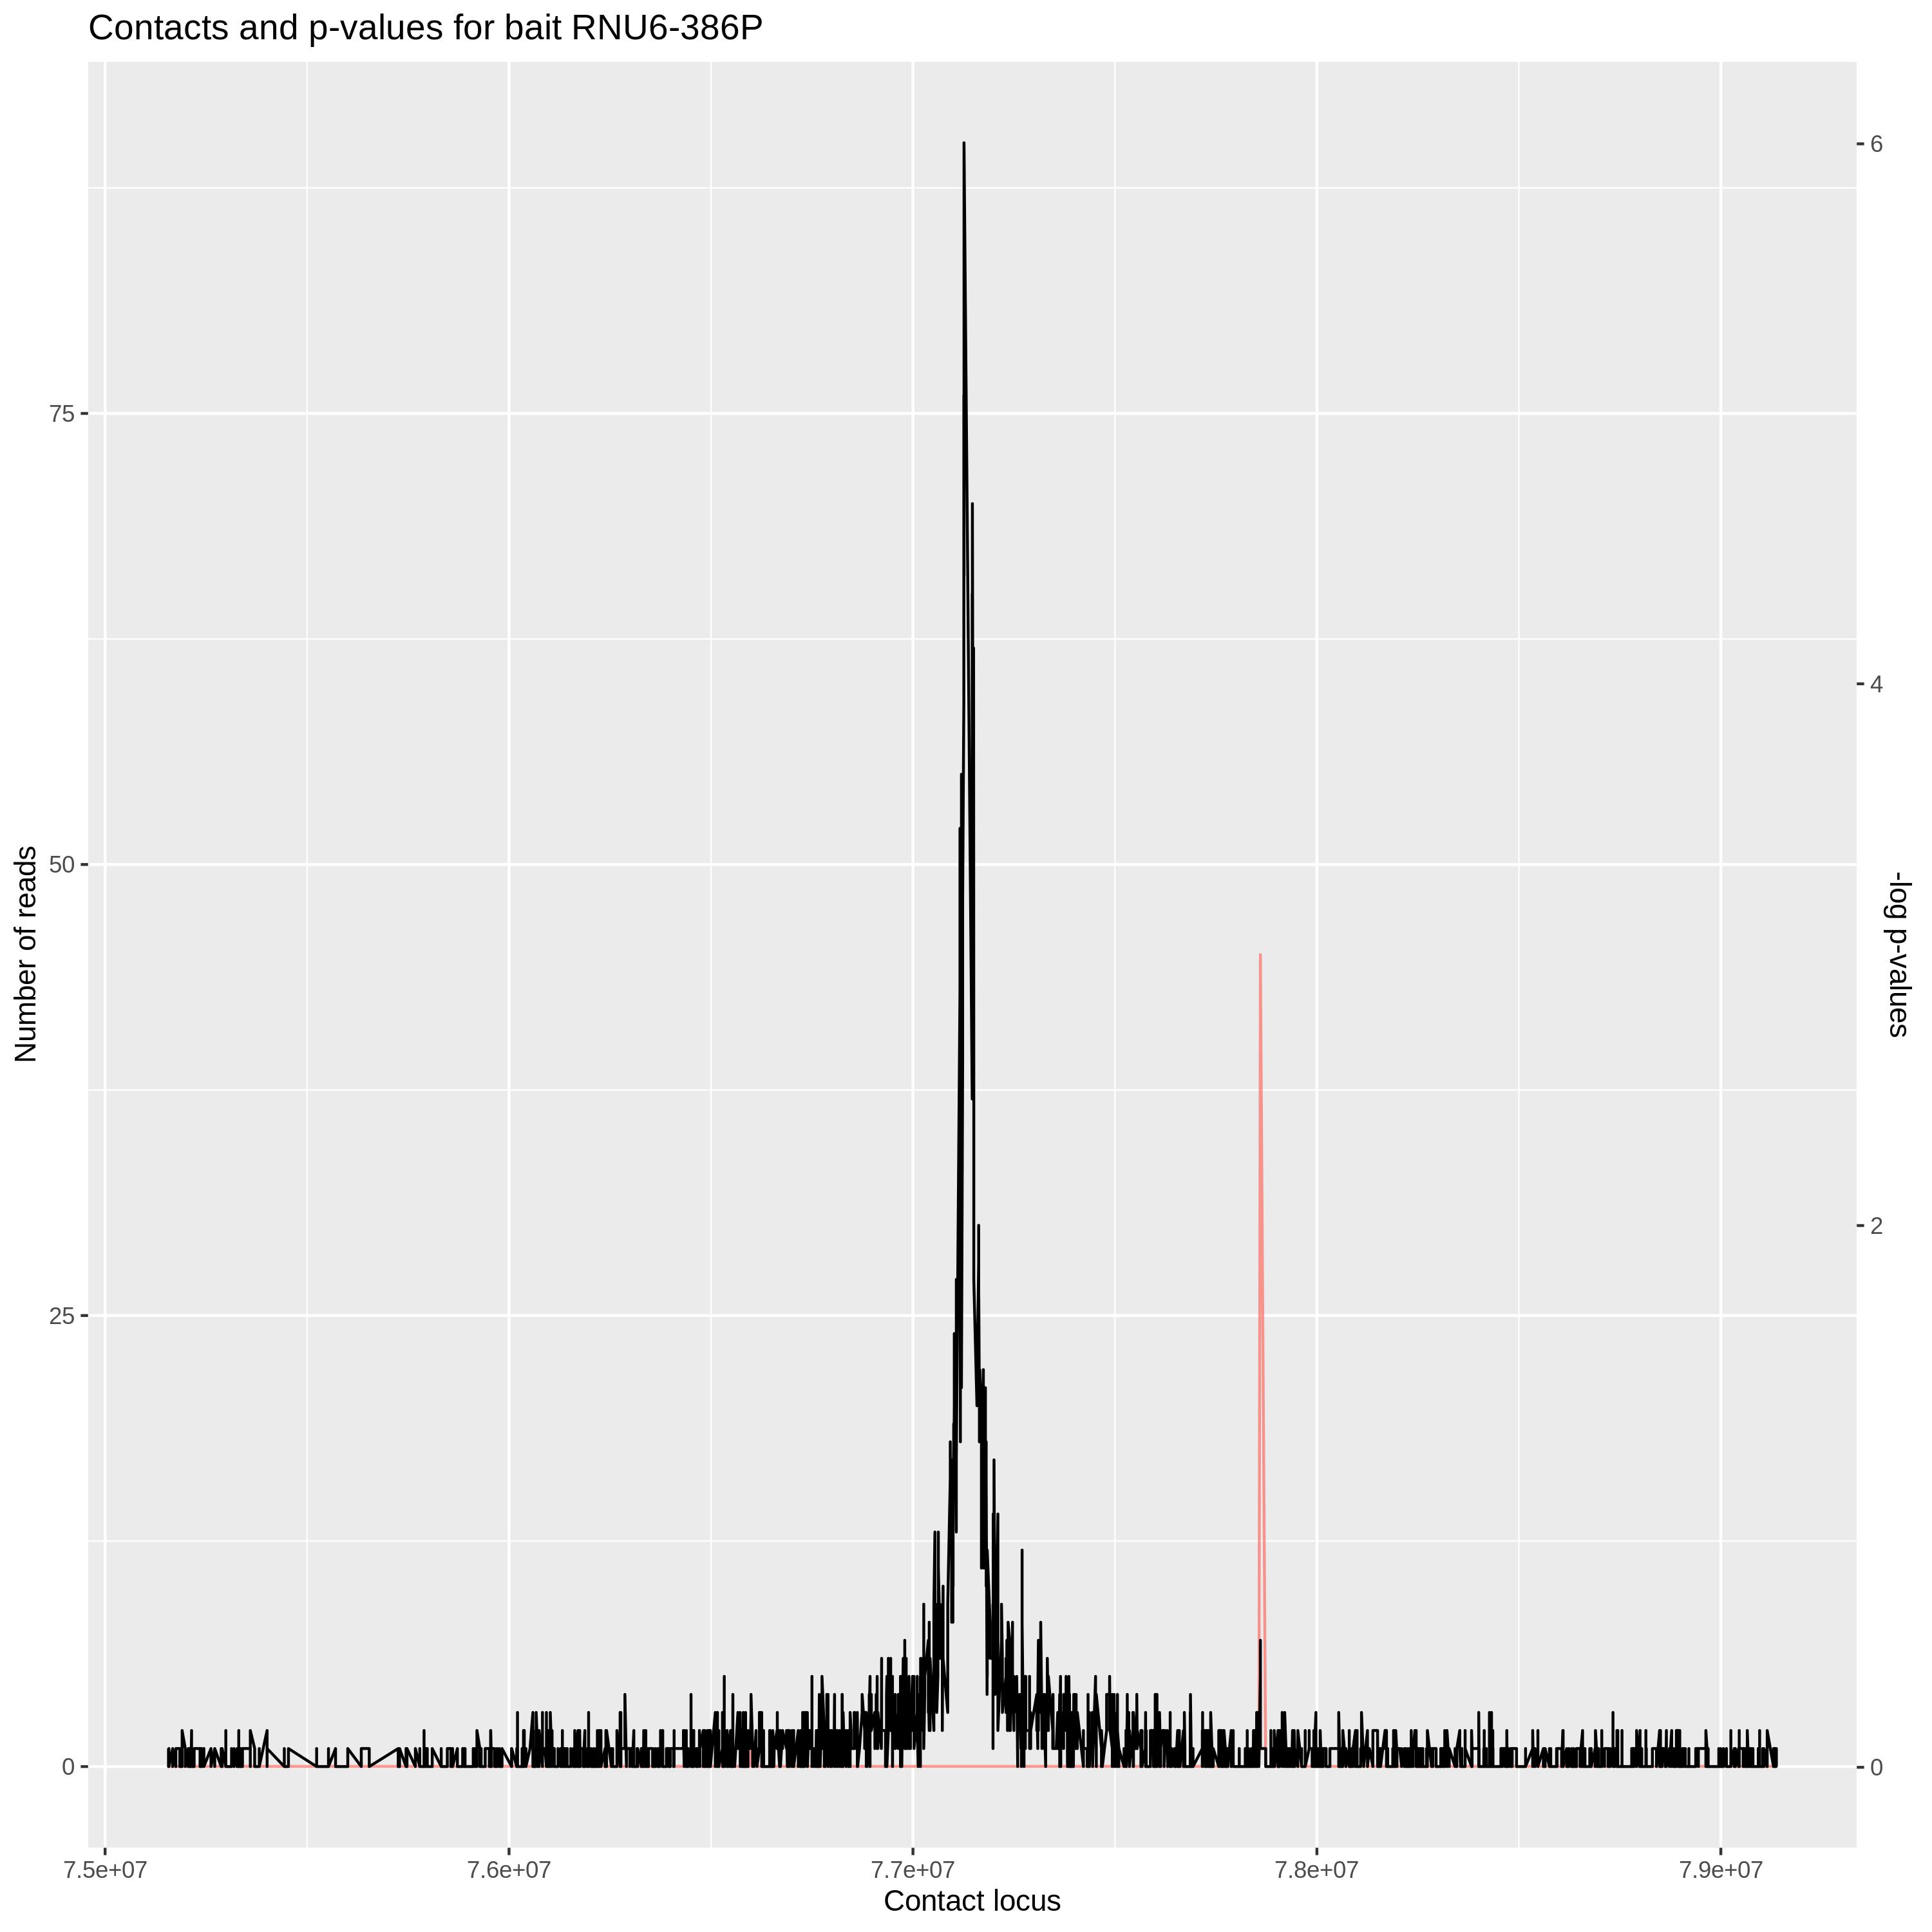 Contacts and p-values for bait RNU6-386P
Number of reads
75
50
25
0
6
4
2
0
-log p-values
7.5e+07
7.6e+07
7.7e+07
7.8e+07
7.9e+07
Contact locus